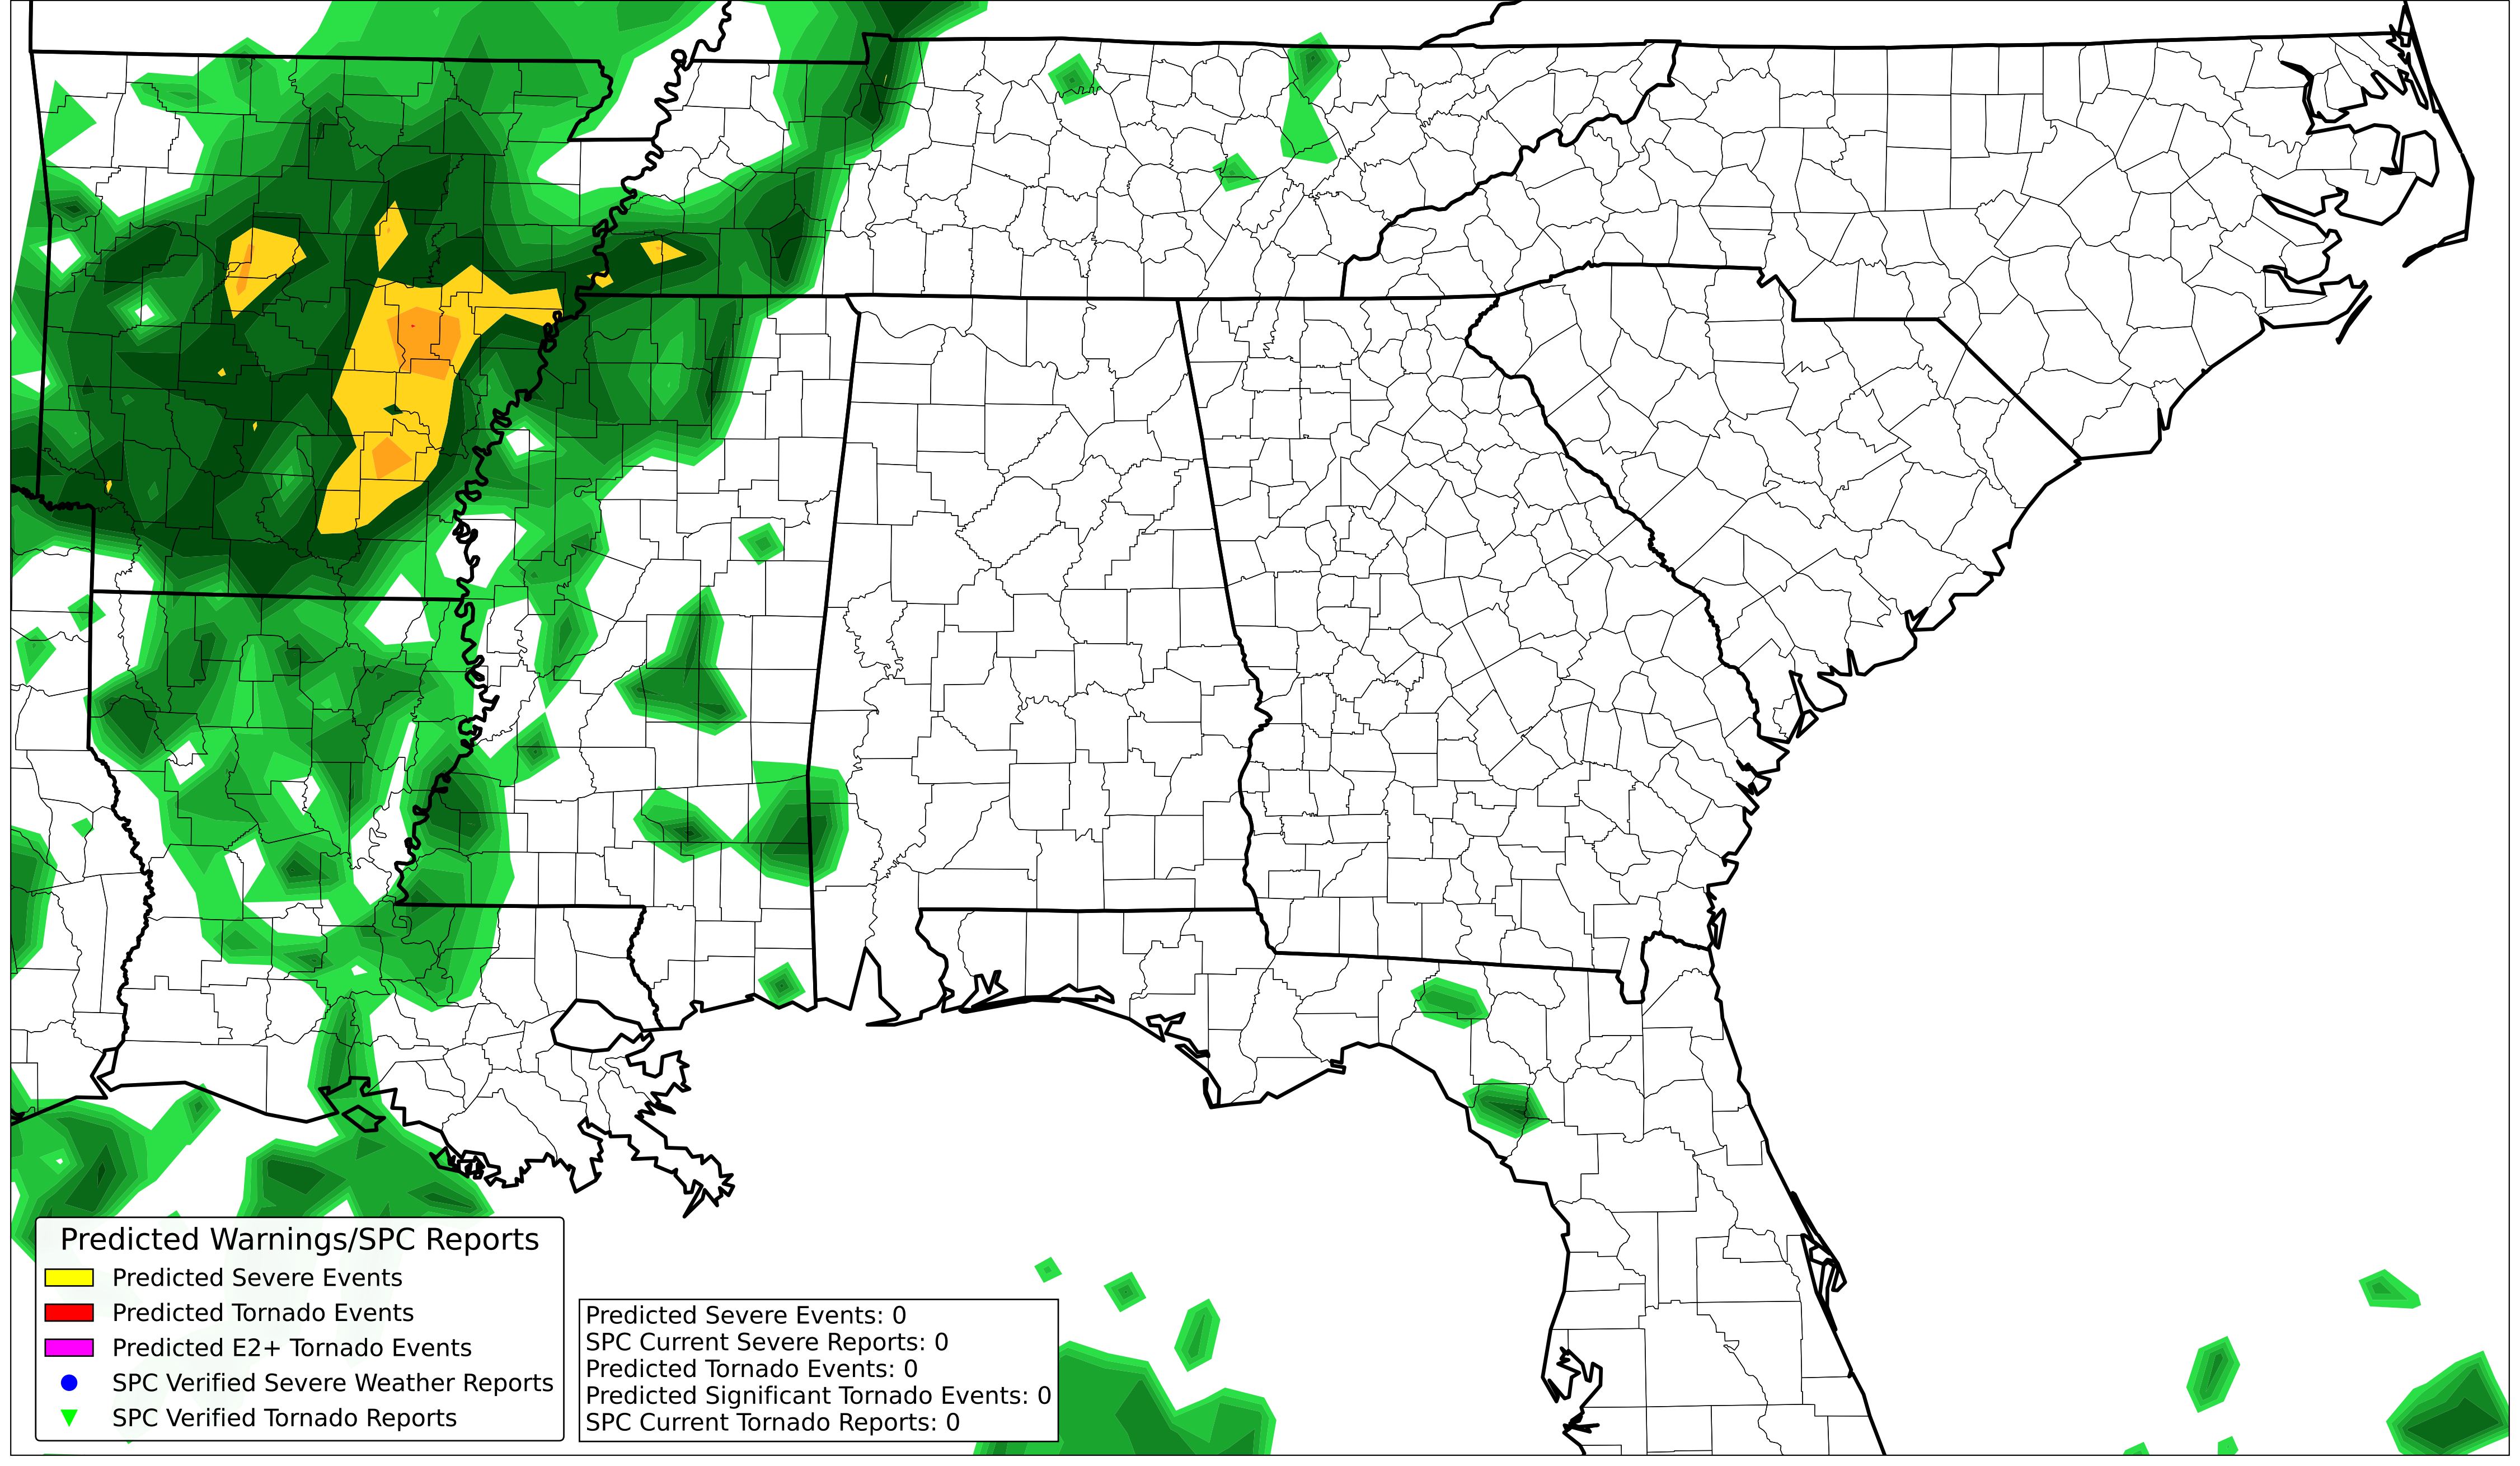 Predicted Warnings/SPC Reports
Predicted Severe Events
Predicted Tornado Events
Predicted E2+ Tornado Events
SPC Verified Severe Weather Reports
SPC Verified Tornado Reports
Predicted Severe Events: 0
SPC Current Severe Reports: 0
Predicted Tornado Events: 0
Predicted Significant Tornado Events: 0
SPC Current Tornado Reports: 0